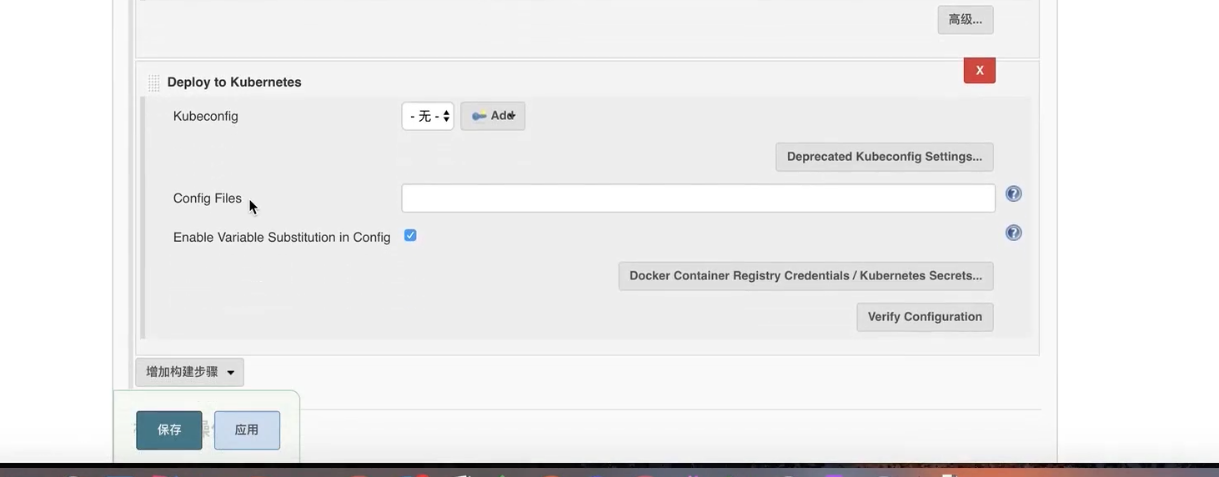 高级...
X
Deploy to Kubernetes
Kubeconfig - 无 - Add
Deprecated Kubeconfig Settings...
Config Files
Enable Variable Substitution in Config
Docker Container Registry Credentials / Kubernetes Secrets...
Verify Configuration
增加构建步骤
保存 应用